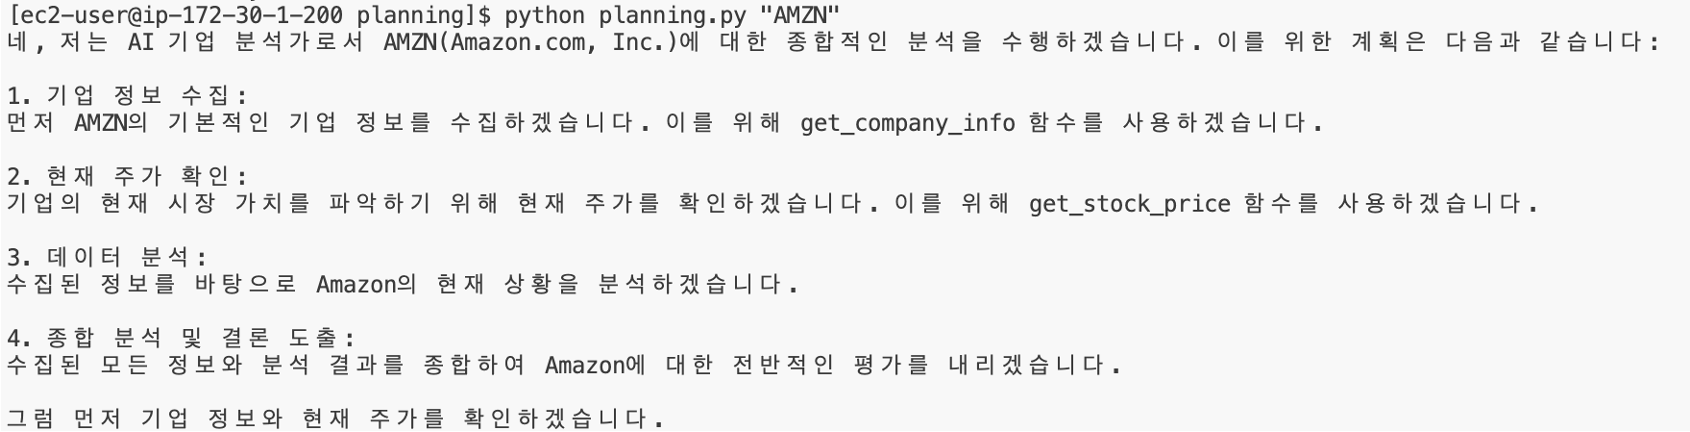 [ec2-user@ip-172-30-1-200 planning]$ python planning.py "AMZN"
네, 저는 AI 기업 분석가로서 AMZN(Amazon.com, Inc.)에 대한 종합적인 분석을 수행하겠습니다. 이를 위한 계획은 다음과 같습니다:
1. 기업 정보 수집:
먼저 AMZN의 기본적인 기업 정보를 수집하겠습니다. 이를 위해 get_company_info 함수를 사용하겠습니다.
2. 현재 주가 확인:
기업의 현재 시장 가치를 파악하기 위해 현재 주가를 확인하겠습니다. 이를 위해 get_stock_price 함수를 사용하겠습니다.
3. 데이터 분석:
수집된 정보를 바탕으로 Amazon의 현재 상황을 분석하겠습니다.
4. 종합 분석 및 결론 도출:
수집된 모든 정보와 분석 결과를 종합하여 Amazon에 대한 전반적인 평가를 내리겠습니다.
그럼 먼저 기업 정보와 현재 주가를 확인하겠습니다.